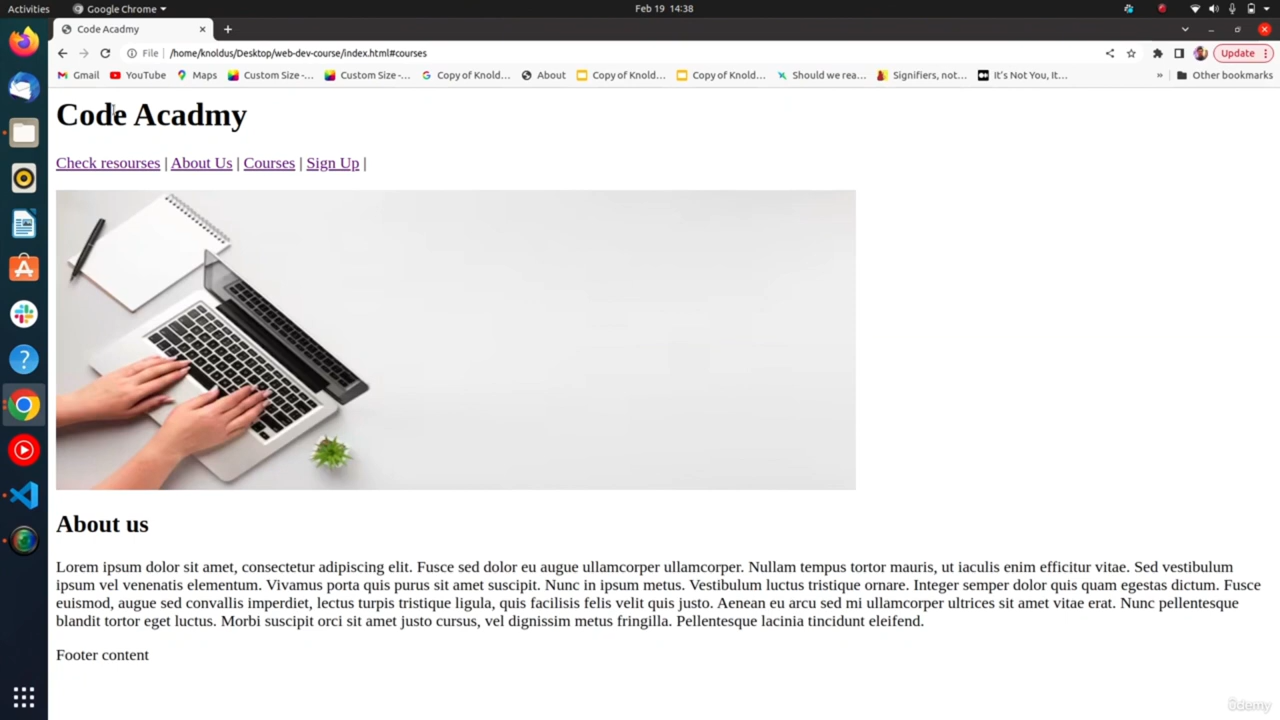 Activities
Google Chrome
Feb 19 14:38
Code Acadmy
File
/home/knoldus/Desktop/web-dev-course/index.html#courses
Update
Gmail
YouTube
Maps
Custom Size -...
Custom Size -...
Copy of Knol...
About
Copy of Knol...
Copy of Knol...
Should we rea...
Signifiers, not...
It's Not You, It...
»
Other bookmarks
Code Acadmy
Check resourses | About Us | Courses | Sign Up |
About us
Lorem ipsum dolor sit amet, consectetur adipiscing elit. Fusce sed dolor eu augue ullamcorper ullamcorper. Nullam tempus tortor mauris, ut iaculis enim efficitur vitae. Sed vestibulum
ipsum vel venenatis elementum. Vivamus porta quis purus sit amet suscipit. Nunc in ipsum metus. Vestibulum luctus tristique ornare. Integer semper dolor quis quam egestas dictum. Fusce
euismod, augue sed convallis imperdiet, lectus turpis tristique ligula, quis facilisis felis velit quis justo. Aenean eu arcu sed mi ullamcorper ultrices sit amet vitae erat. Nunc pellentesque
blandit tortor eget luctus. Morbi suscipit orci sit amet justo cursus, vel dignissim metus fringilla. Pellentesque lacinia tincidunt eleifend.
Footer content
ûdemy